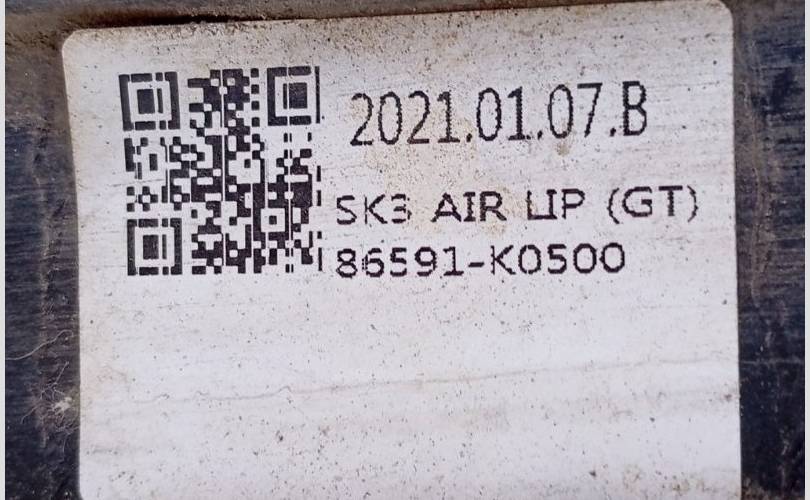 2021.01.07.B
SK3 AIR LIP (GT)
86591-K0500